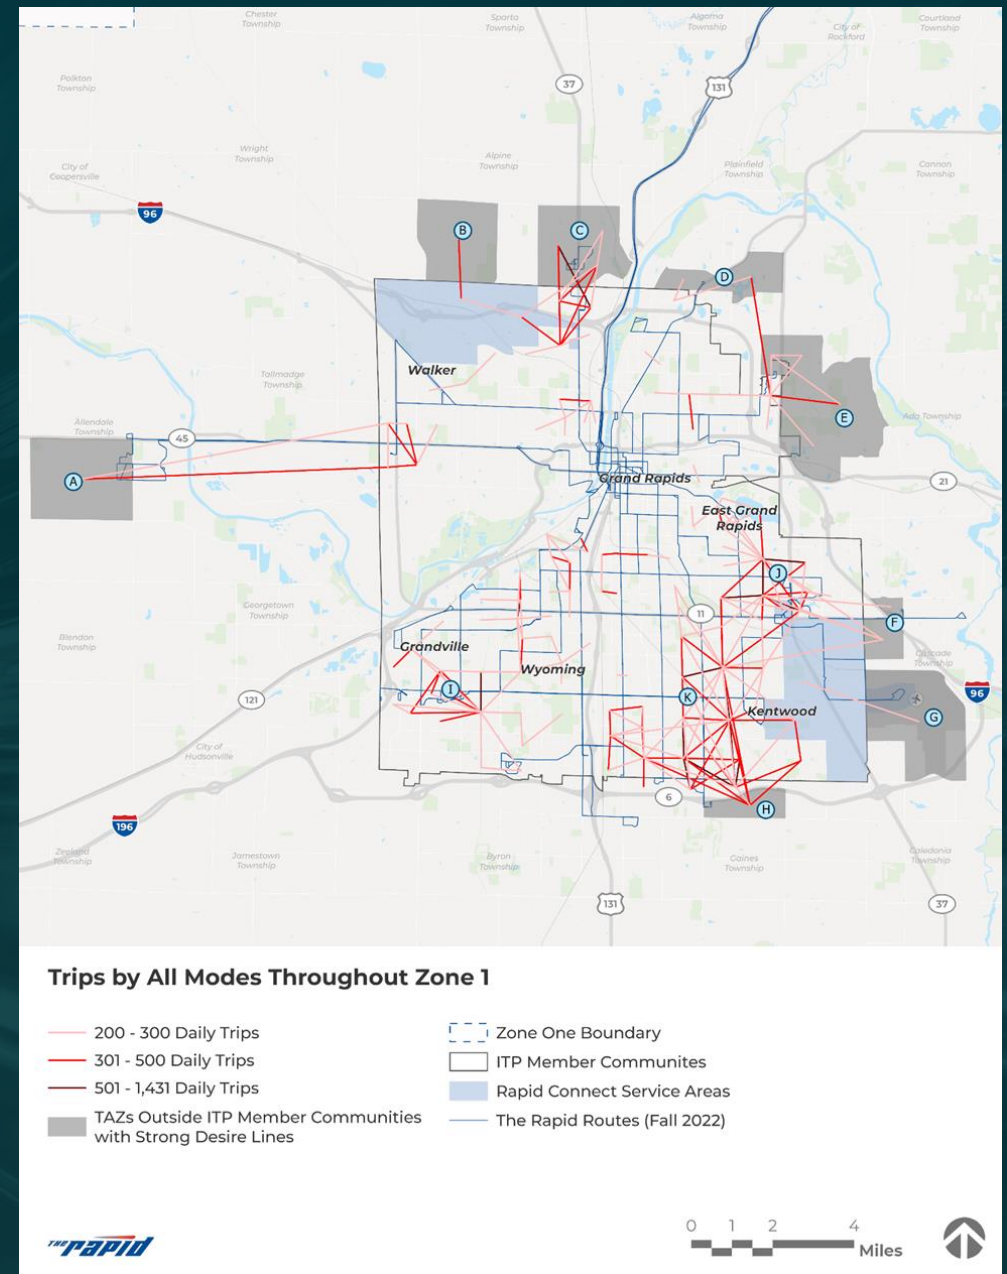 Chester
Township
Sparta
Township
Algoma
Township
City of
Rockford
Courtland
Township
37
131
Polkton
Township
Wright
Township
Alpine
Township
Plainfield
Township
Cannon
Township
City of
Coopersville
96
B
C
D
Walker
Tallmadge
Township
E
Ada Township
Allendale
Township
45
A
Grand Rapids
21
East Grand
Rapids
J
Georgetown
Township
11
F
Blendon
Township
Grandville
Wyoming
Cascade
Township
I
K
121
96
Kentwood
G
City of
Hudsonville
6
H
196
Zeeland
Township
Jamestown
Township
Byron
Township
Gaines
Township
Caledonia
Township
131
37
Trips by All Modes Throughout Zone 1
200 - 300 Daily Trips
301 - 500 Daily Trips
501 - 1,431 Daily Trips
TAZs Outside ITP Member Communities
with Strong Desire Lines
Zone One Boundary
ITP Member Communites
Rapid Connect Service Areas
The Rapid Routes (Fall 2022)
THE rapid
0 1 2 4
Miles